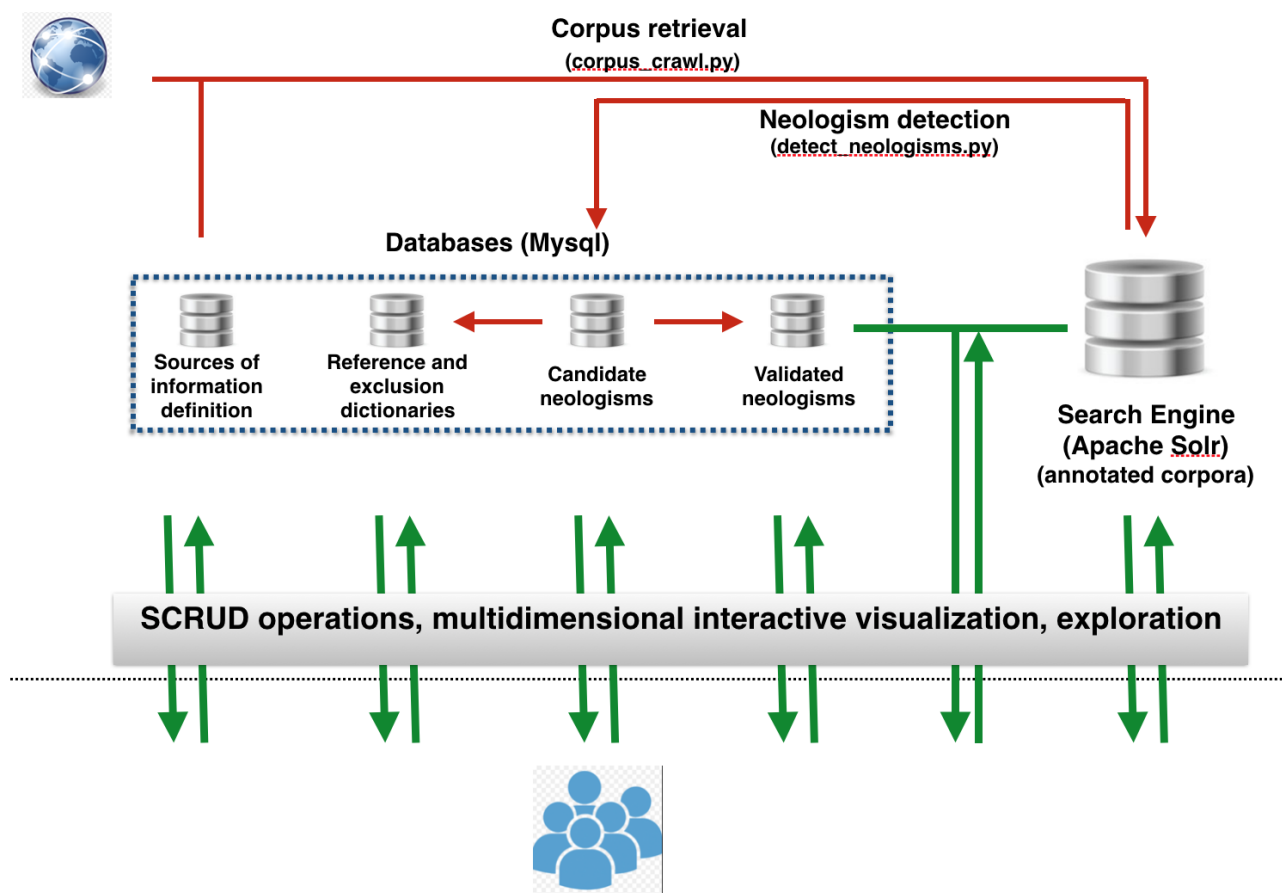 Corpus retrieval
(corpus_crawl.py)
Neologism detection
(detect_neologisms.py)
Databases (Mysql)
Sources of
information
definition
Reference and
exclusion
dictionaries
Candidate
neologisms
Validated
neologisms
Search Engine
(Apache Solr)
(annotated corpora)
SCRUD operations, multidimensional interactive visualization, exploration